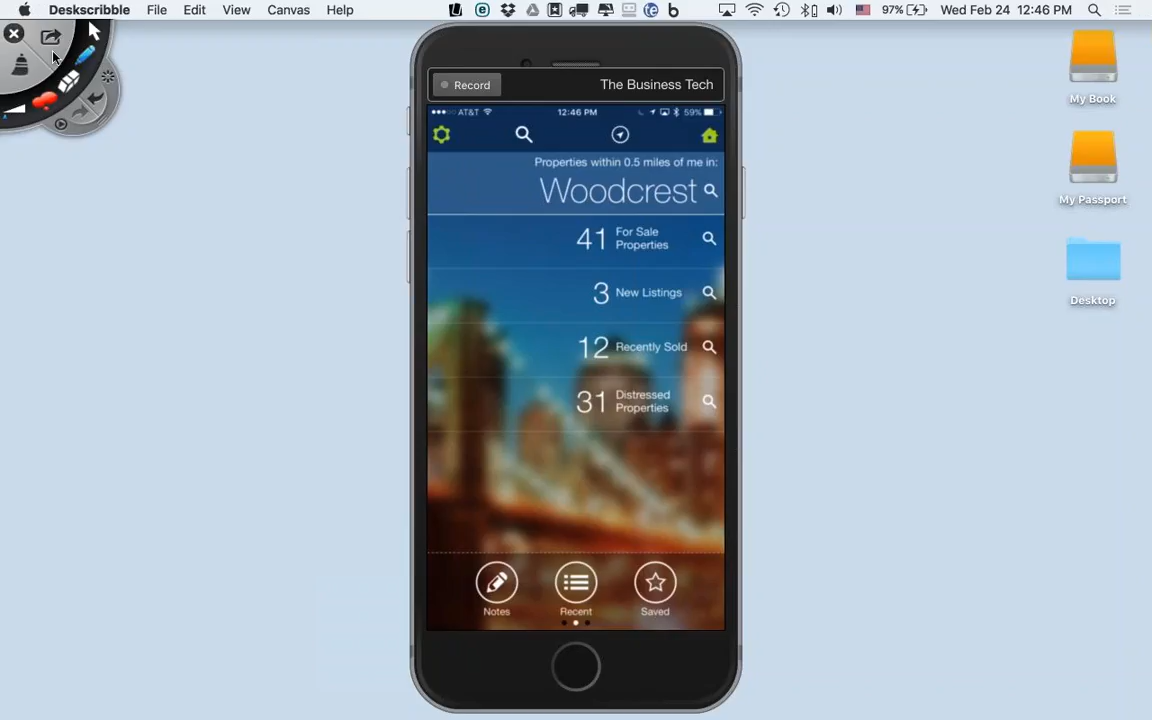 Deskscribble File Edit View Canvas Help 97% Wed Feb 24 12:46 PM
My Book
My Passport
Desktop
Record The Business Tech
AT&T 12:46 PM 59%
Properties within 0.5 miles of me in:
Woodcrest
41 For Sale
Properties
3 New Listings
12 Recently Sold
31 Distressed
Properties
Notes Recent Saved